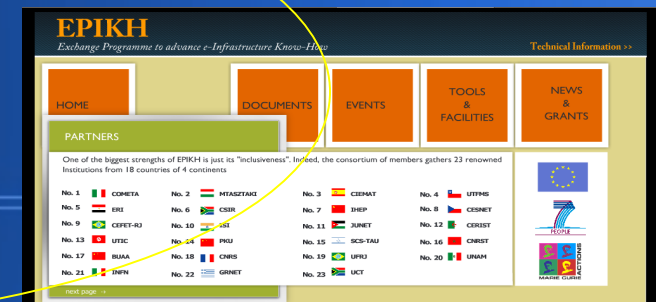 EPIKH
Exchange Programme to advance e-Infrastructure Know-How
Technical Information >>
HOME
DOCUMENTS
EVENTS
TOOLS
&
FACILITIES
NEWS
&
GRANTS
PARTNERS
One of the biggest strengths of EPIKH is just its "inclusiveness". Indeed, the consortium of members gathers 23 renowned
Institutions from 18 countries of 4 continents
No. 1 COMETA No. 2 MTASZTAKI No. 3 CIEMAT No. 4 UTFMS
No. 5 ERI No. 6 CSIR No. 7 IHEP No. 8 CESNET
No. 9 CEFET-RJ No. 10 ISI No. 11 JUNET No. 12 CERIST
No. 13 UTIC No. 14 PKU No. 15 SCS-TAU No. 16 CNRST
No. 17 BUAA No. 18 CNRS No. 19 UFRJ No. 20 UNAM
No. 21 INFN No. 22 GRNET No. 23 UCT
next page →
PEOPLE
MARIE CURIE
ACTIONS